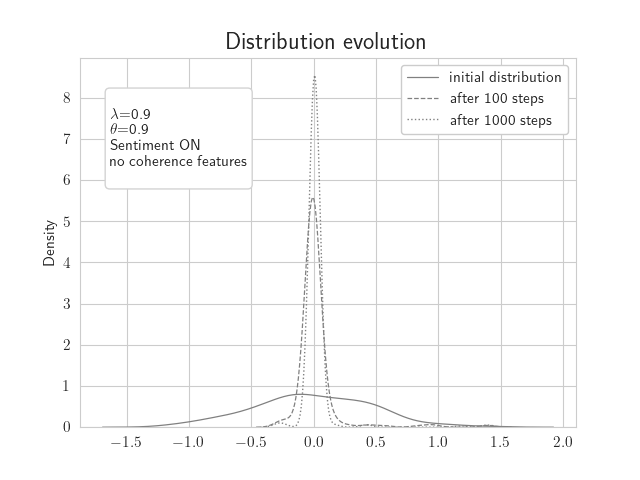 Distribution evolution
initial distribution
after 100 steps
after 1000 steps
λ=0.9
θ=0.9
Sentiment ON
no coherence features
Density
8
7
6
5
4
3
2
1
0
−1.5 −1.0 −0.5 0.0 0.5 1.0 1.5 2.0